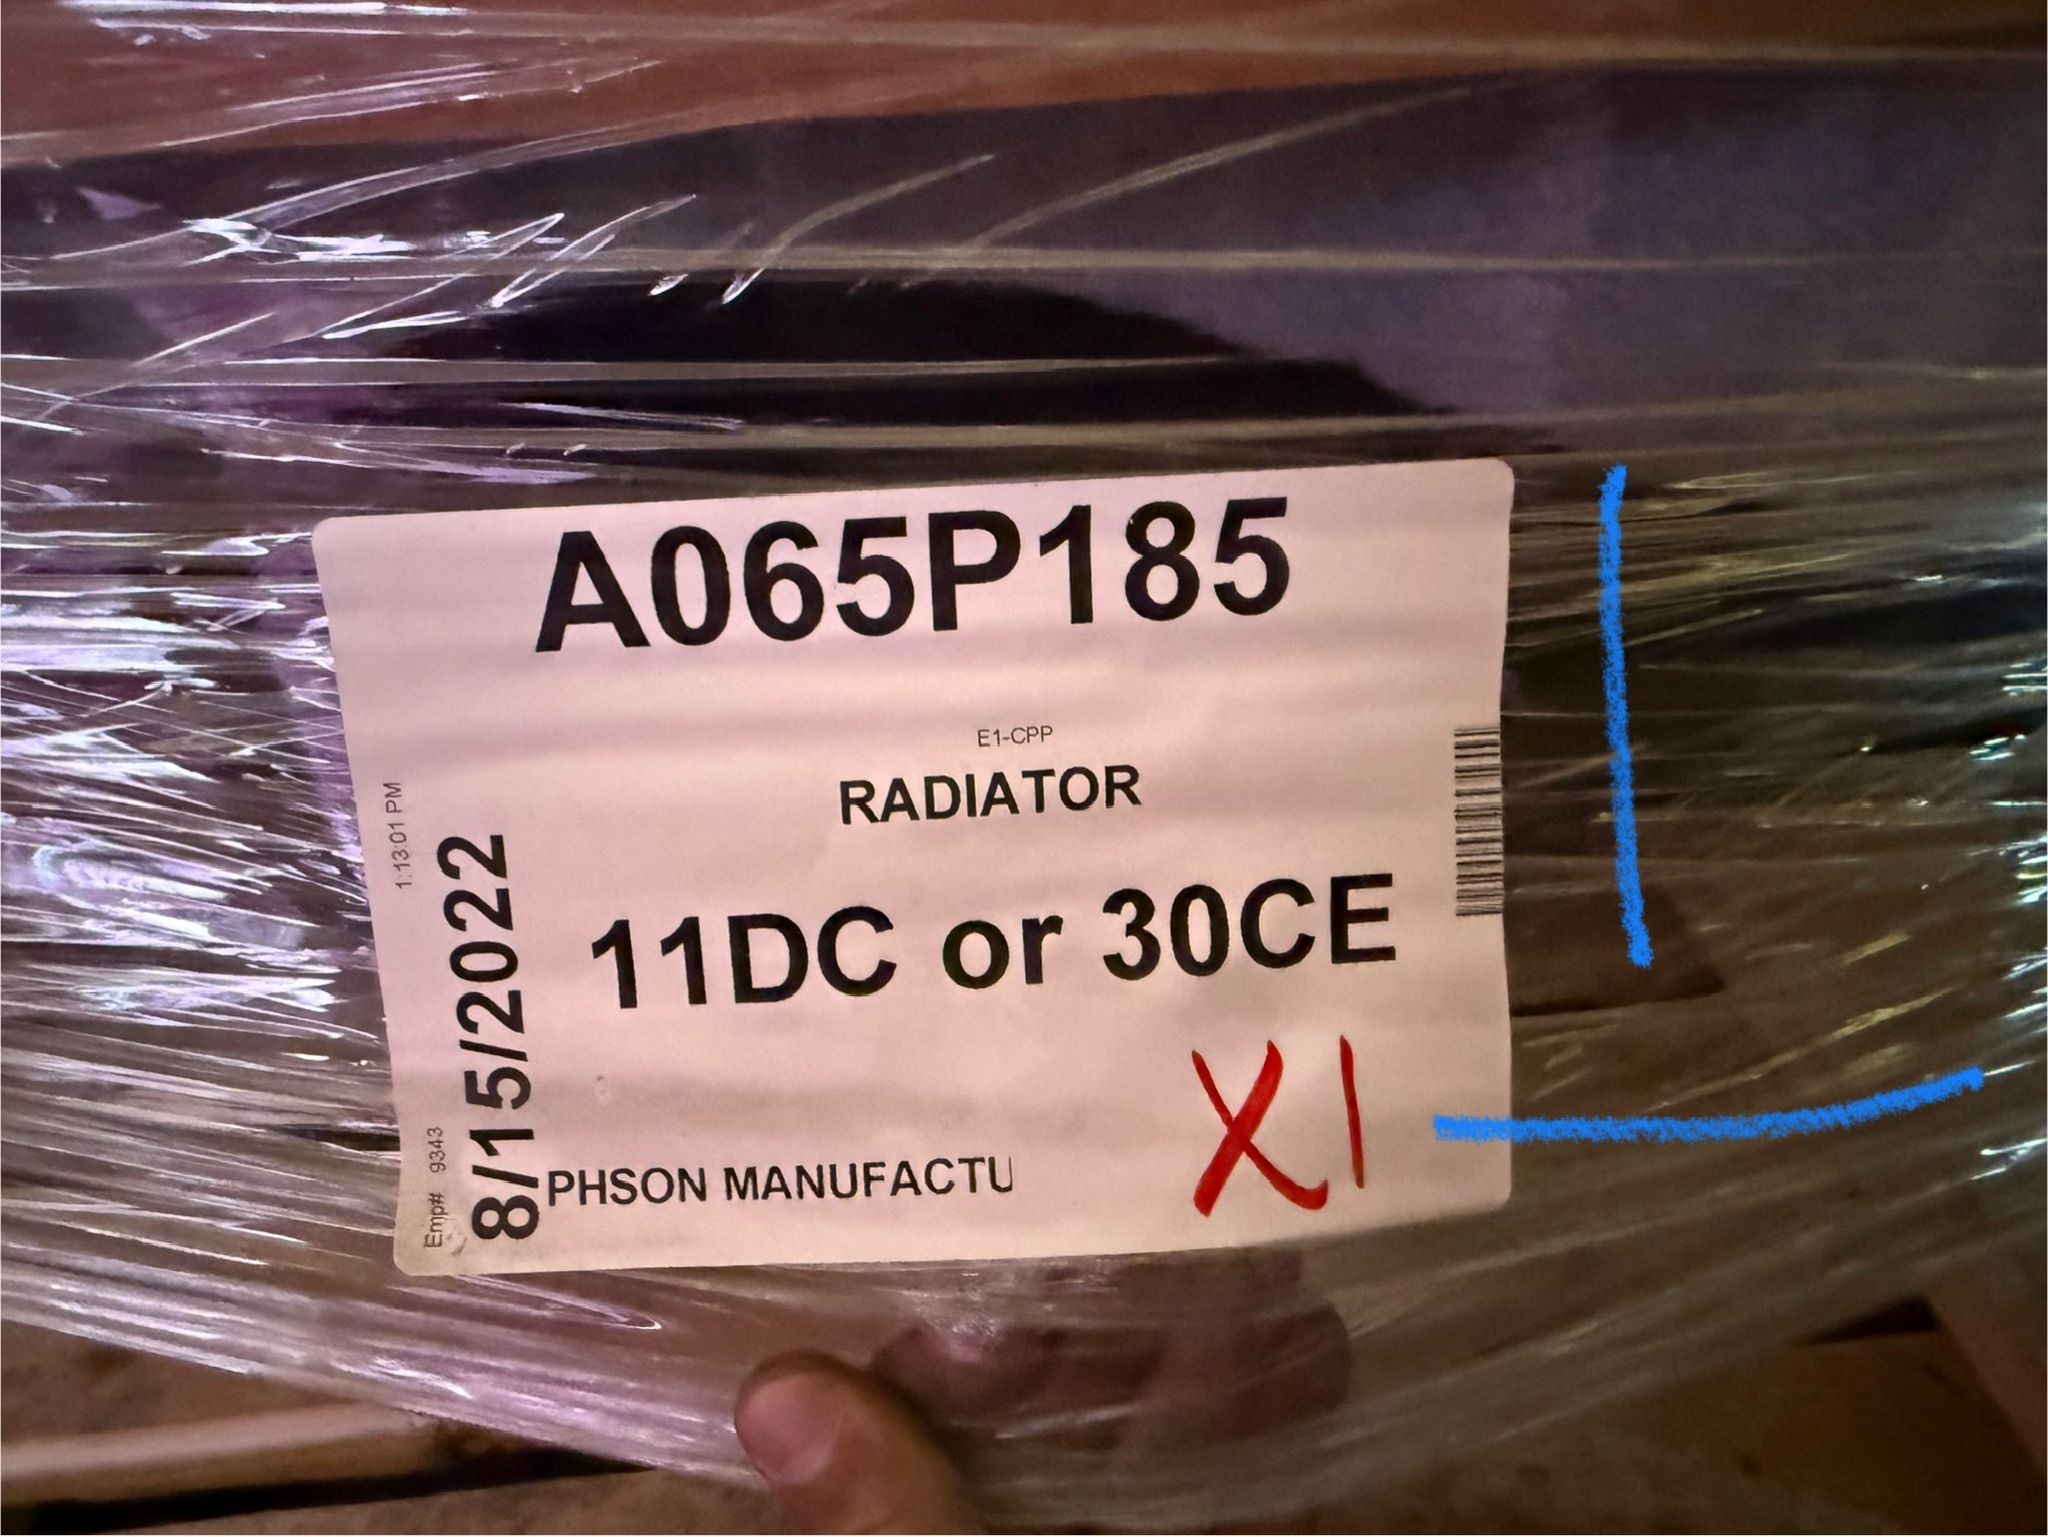 A065P185
E1-CPP
RADIATOR
11DC or 30CE
X1
PHSON MANUFACTU
8/15/2022
1:13:01 PM
Emp# 9343